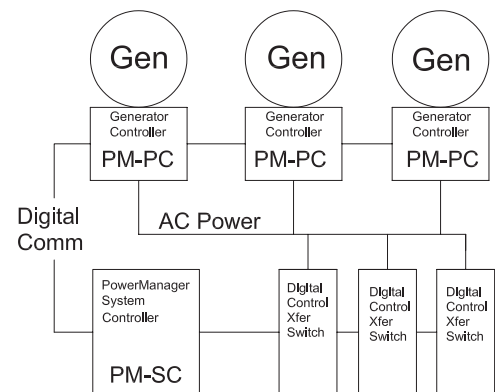 Gen
Gen
Gen
Generator
Controller
PM-PC
Generator
Controller
PM-PC
Generator
Controller
PM-PC
Digital
Comm
AC Power
PowerManager
System
Controller
PM-SC
Digital
Control
Xfer
Switch
Digital
Control
Xfer
Switch
Digital
Control
Xfer
Switch